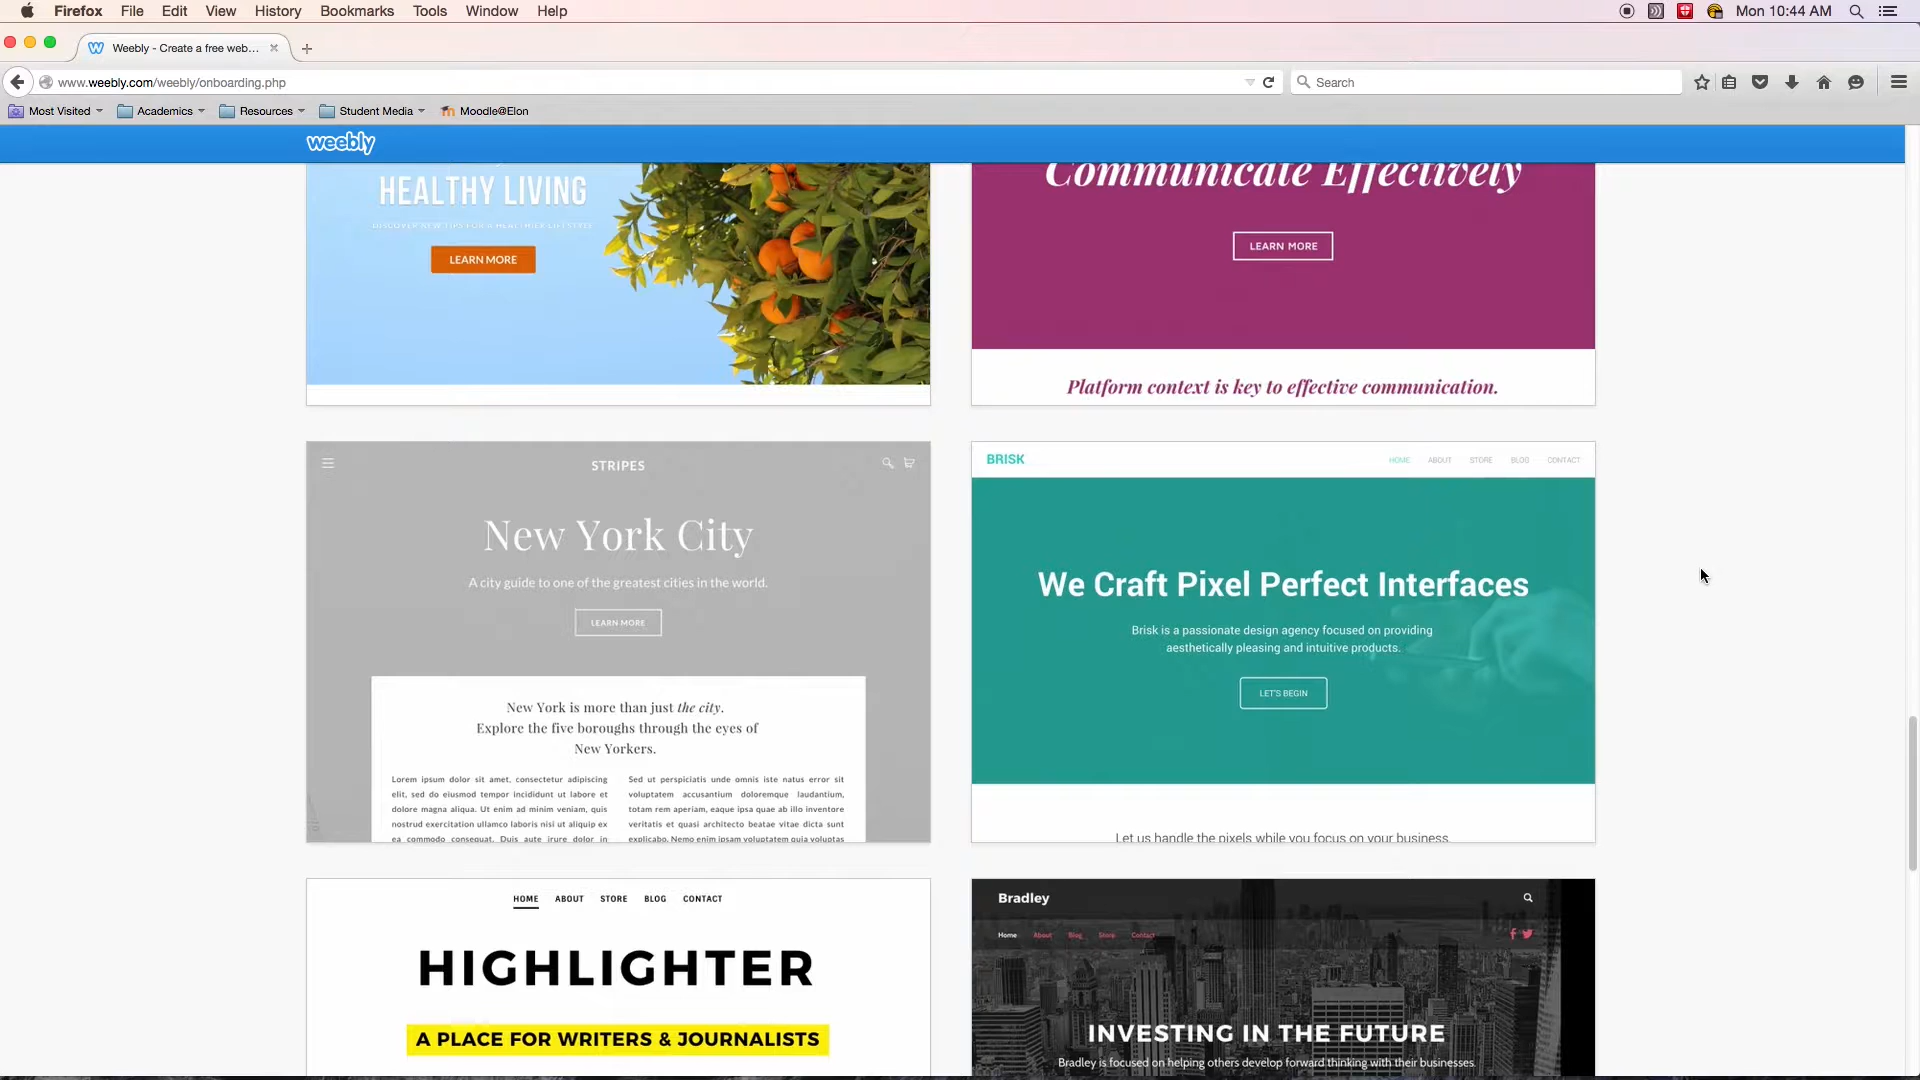 Firefox File Edit View History Bookmarks Tools Window Help Mon 10:44 AM
Weebly - Create a free web...
www.weebly.com/weebly/onboarding.php Search
Most Visited Academics Resources Student Media Moodle@Elon
weebly
HEALTHY LIVING
DISCOVER NEW TIPS FOR A HEALTHIER LIFESTYLE
LEARN MORE
Communicate Effectively
LEARN MORE
Platform context is key to effective communication.
STRIPES
New York City
A city guide to one of the greatest cities in the world.
LEARN MORE
New York is more than just the city.
Explore the five boroughs through the eyes of
New Yorkers.
Lorem ipsum dolor sit amet, consectetur adipiscing
elit, sed do eiusmod tempor incididunt ut labore et
dolore magna aliqua. Ut enim ad minim veniam, quis
nostrud exercitation ullamco laboris nisi ut aliquip ex
ea commodo consequat. Duis aute irure dolor in
Sed ut perspiciatis unde omnis iste natus error sit
voluptatem accusantium doloremque laudantium,
totam rem aperiam, eaque ipsa quae ab illo inventore
veritatis et quasi architecto beatae vitae dicta sunt
explicabo. Nemo enim ipsam voluptatem quia voluptas
BRISK HOME ABOUT STORE BLOG CONTACT
We Craft Pixel Perfect Interfaces
Brisk is a passionate design agency focused on providing
aesthetically pleasing and intuitive products.
LET'S BEGIN
Let us handle the pixels while you focus on your business.
HOME ABOUT STORE BLOG CONTACT
HIGHLIGHTER
A PLACE FOR WRITERS & JOURNALISTS
Bradley
Home About Blog Store Contact
INVESTING IN THE FUTURE
Bradley is focused on helping others develop forward thinking with their businesses.